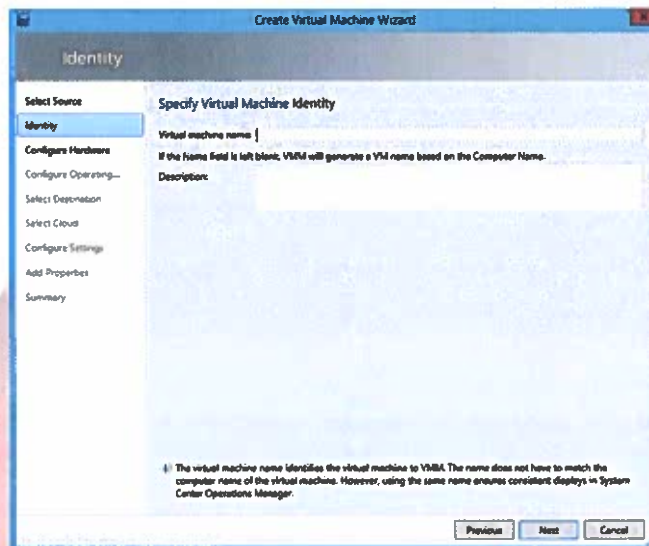 Create Virtual Machine Wizard
Identity
Select Source
Identity
Configure Hardware
Configure Operating...
Select Destination
Select Cloud
Configure Settings
Add Properties
Summary
Specify Virtual Machine Identity
Virtual machine name:
If the Name field is left blank, VMM will generate a VM name based on the Computer Name.
Description:
The virtual machine name identifies the virtual machine to VMM. The name does not have to match the
computer name of the virtual machine. However, using the same name ensures consistent displays in System
Center Operations Manager.
Previous
Next
Cancel